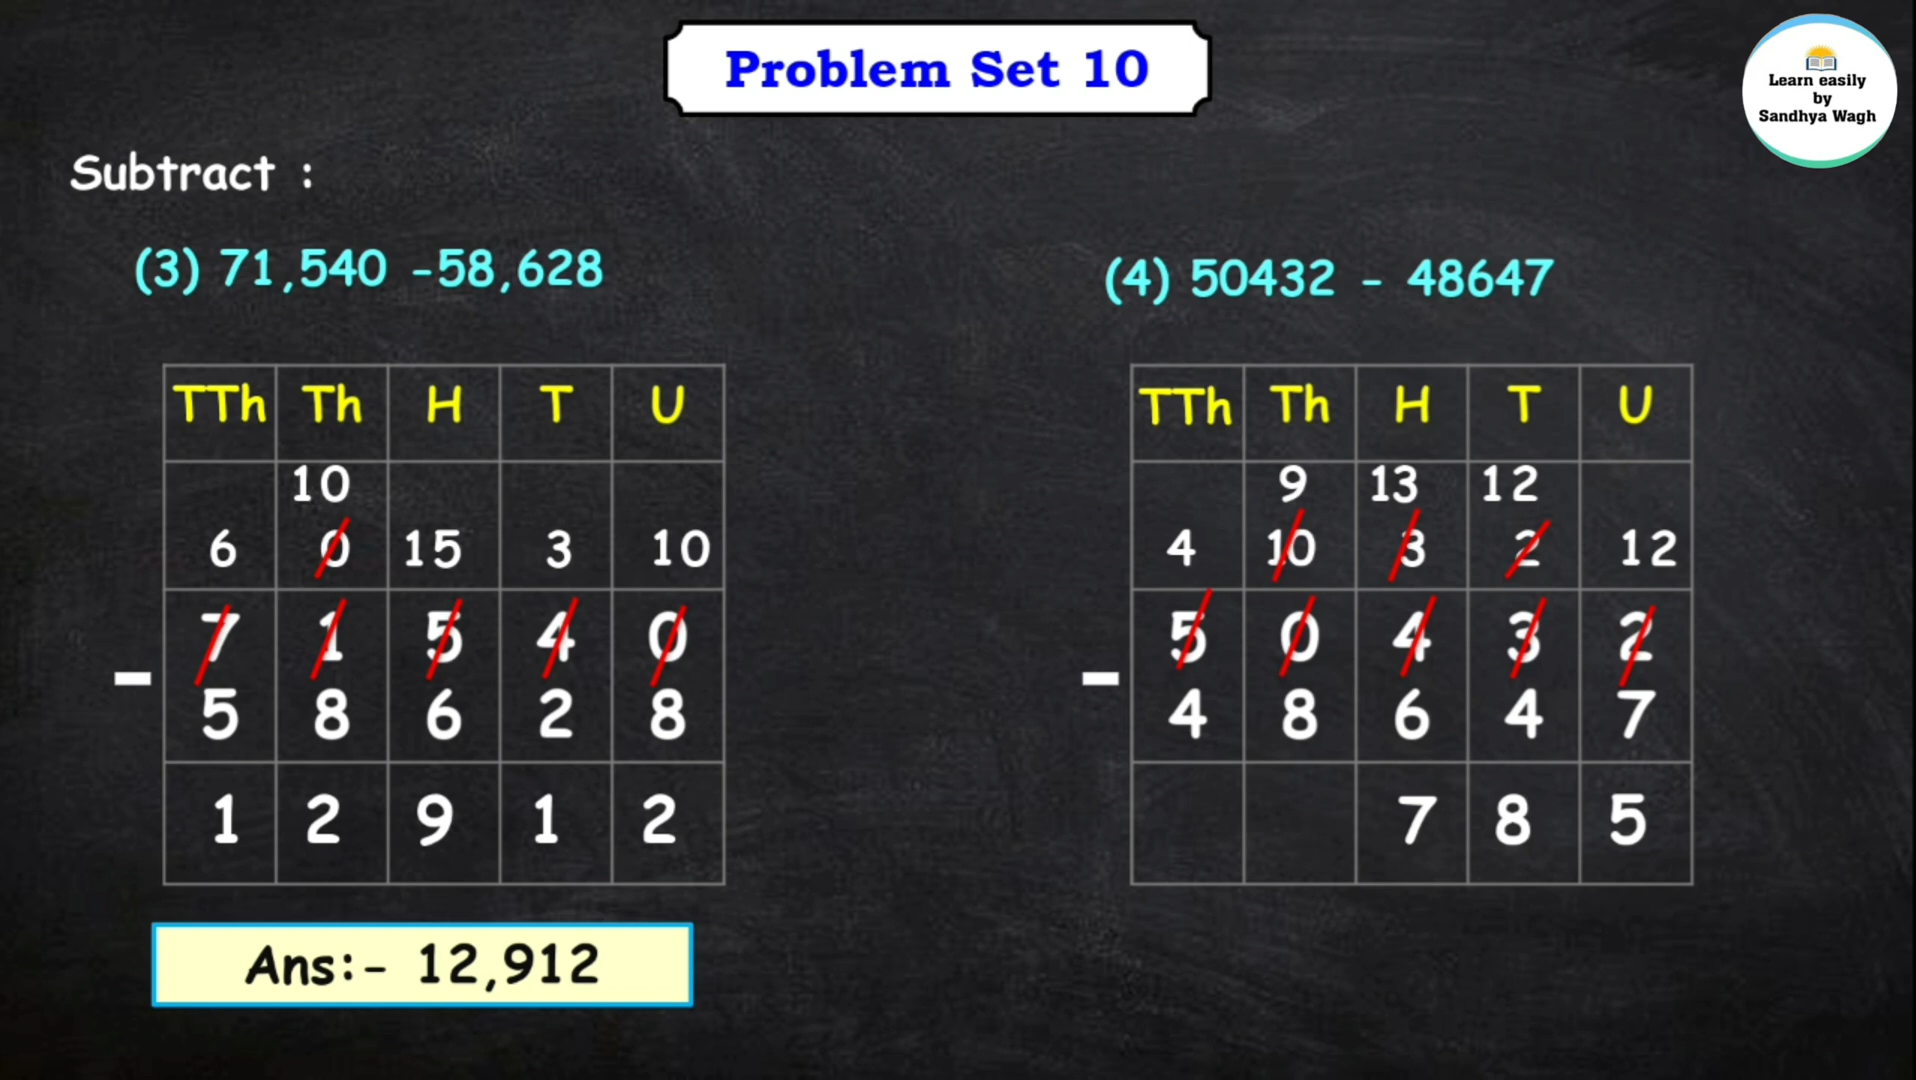 Problem Set 10
Learn easily
by
Sandhya Wagh
Subtract :
(3) 71,540 -58,628
TTh Th H T U
10
6 0 15 3 10
7 1 5 4 0
- 5 8 6 2 8
1 2 9 1 2
Ans:- 12,912
(4) 50432 - 48647
TTh Th H T U
9 13 12
4 10 3 2 12
5 0 4 3 2
- 4 8 6 4 7
7 8 5